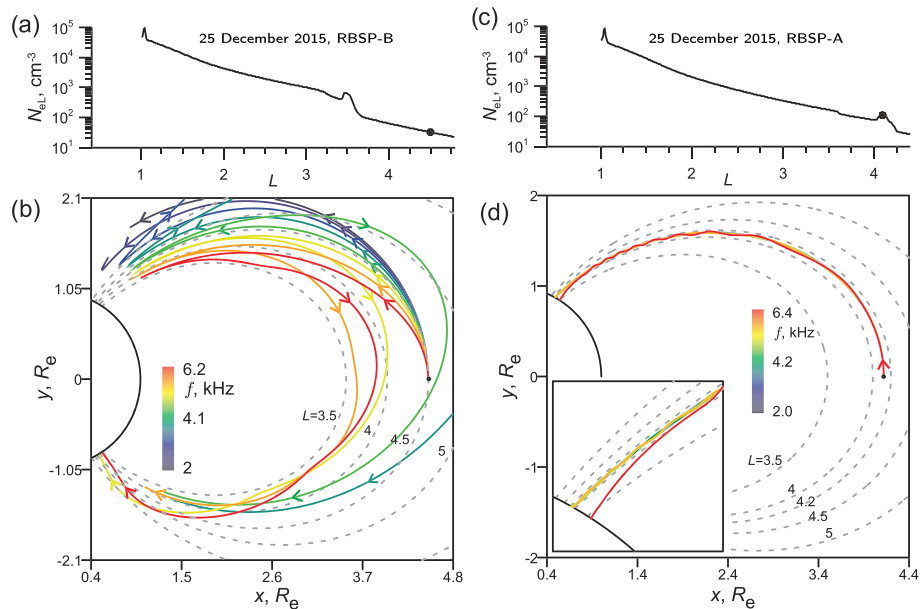 (a)
25 December 2015, RBSP-B
N_eL, cm^-3
10^5
10^4
10^3
10^2
10^1
1
2
3
4
L
(c)
25 December 2015, RBSP-A
N_eL, cm^-3
10^5
10^4
10^3
10^2
10^1
1
2
3
4
L
(b)
y, R_e
2.1
1.05
0
-1.05
-2.1
6.2
f, kHz
4.1
2
L=3.5
4
4.5
5
0.4
1.5
2.6
3.7
4.8
x, R_e
(d)
y, R_e
2
1
0
-1
-2
6.4
f, kHz
4.2
2.0
L=3.5
4
4.2
4.5
5
0.4
1.4
2.4
3.4
4.4
x, R_e